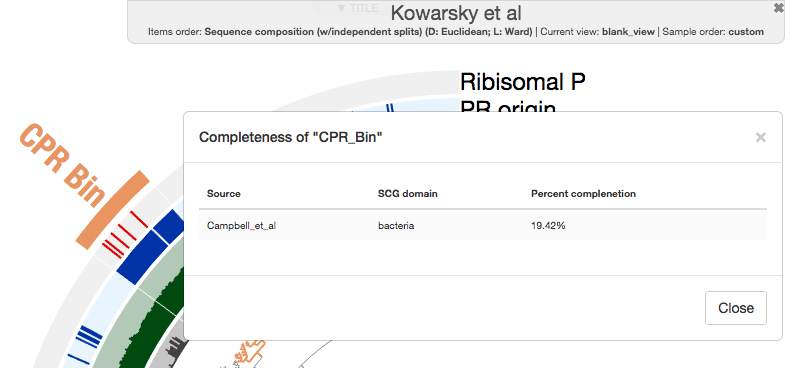 ▼ TITLE
Kowarsky et al
Items order: Sequence composition (w/independent splits) (D: Euclidean; L: Ward) | Current view: blank_view | Sample order: custom
Ribisomal P
PR origin
CPR Bin
Completeness of "CPR_Bin"
Source SCG domain Percent complenetion
Campbell_et_al bacteria 19.42%
Close